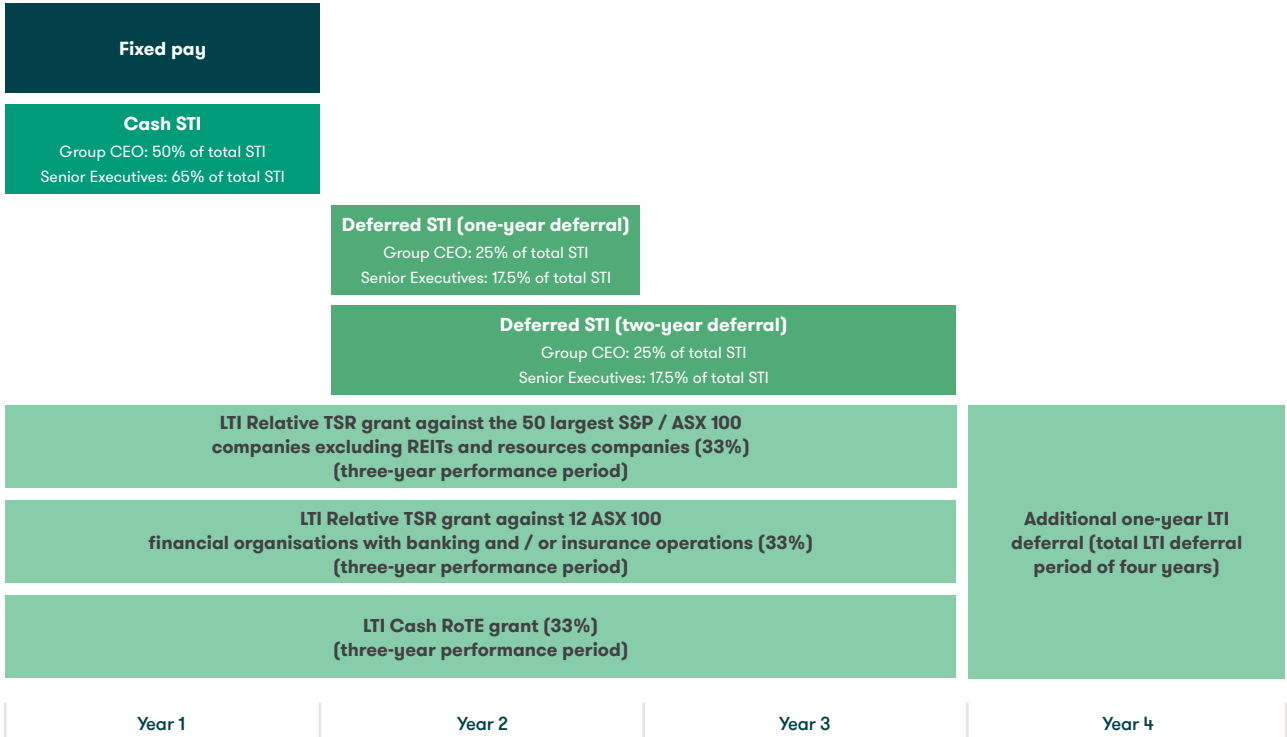 Fixed pay
Cash STI
Group CEO: 50% of total STI
Senior Executives: 65% of total STI
Deferred STI (one-year deferral)
Group CEO: 25% of total STI
Senior Executives: 17.5% of total STI
Deferred STI (two-year deferral)
Group CEO: 25% of total STI
Senior Executives: 17.5% of total STI
LTI Relative TSR grant against the 50 largest S&P / ASX 100
companies excluding REITs and resources companies (33%)
(three-year performance period)
LTI Relative TSR grant against 12 ASX 100
financial organisations with banking and / or insurance operations (33%)
(three-year performance period)
LTI Cash RoTE grant (33%)
(three-year performance period)
Additional one-year LTI
deferral (total LTI deferral
period of four years)
Year 1
Year 2
Year 3
Year 4